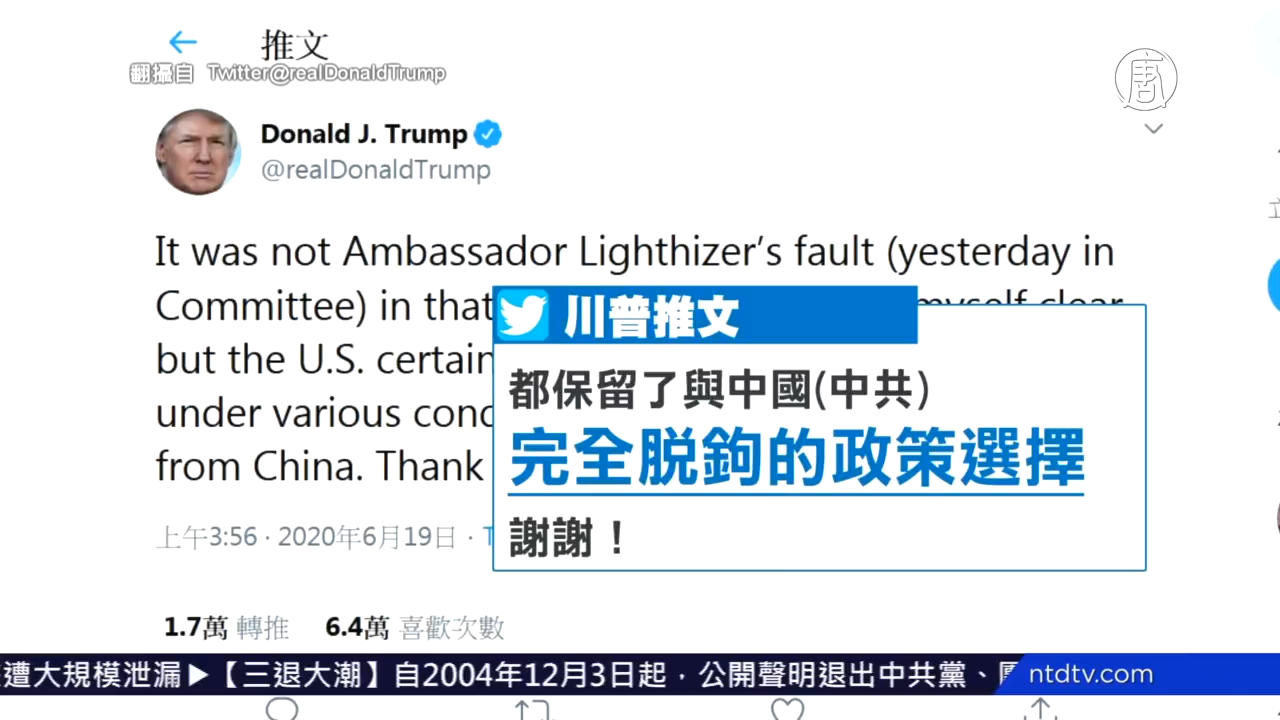 推文
翻攝自 Twitter@realDonaldTrump
唐
Donald J. Trump
@realDonaldTrump
It was not Ambassador Lighthizer's fault (yesterday in
Committee) in that myself clear
but the U.S.
under various
from China. Thank
川普推文
都保留了與中國(中共)
完全脫鉤的政策選擇
謝謝！
上午3:56 · 2020年6月19日 ·
1.7萬 轉推 6.4萬 喜歡次數
遭大規模泄漏▶【三退大潮】自2004年12月3日起，公開聲明退出中共黨、
ntdtv.com